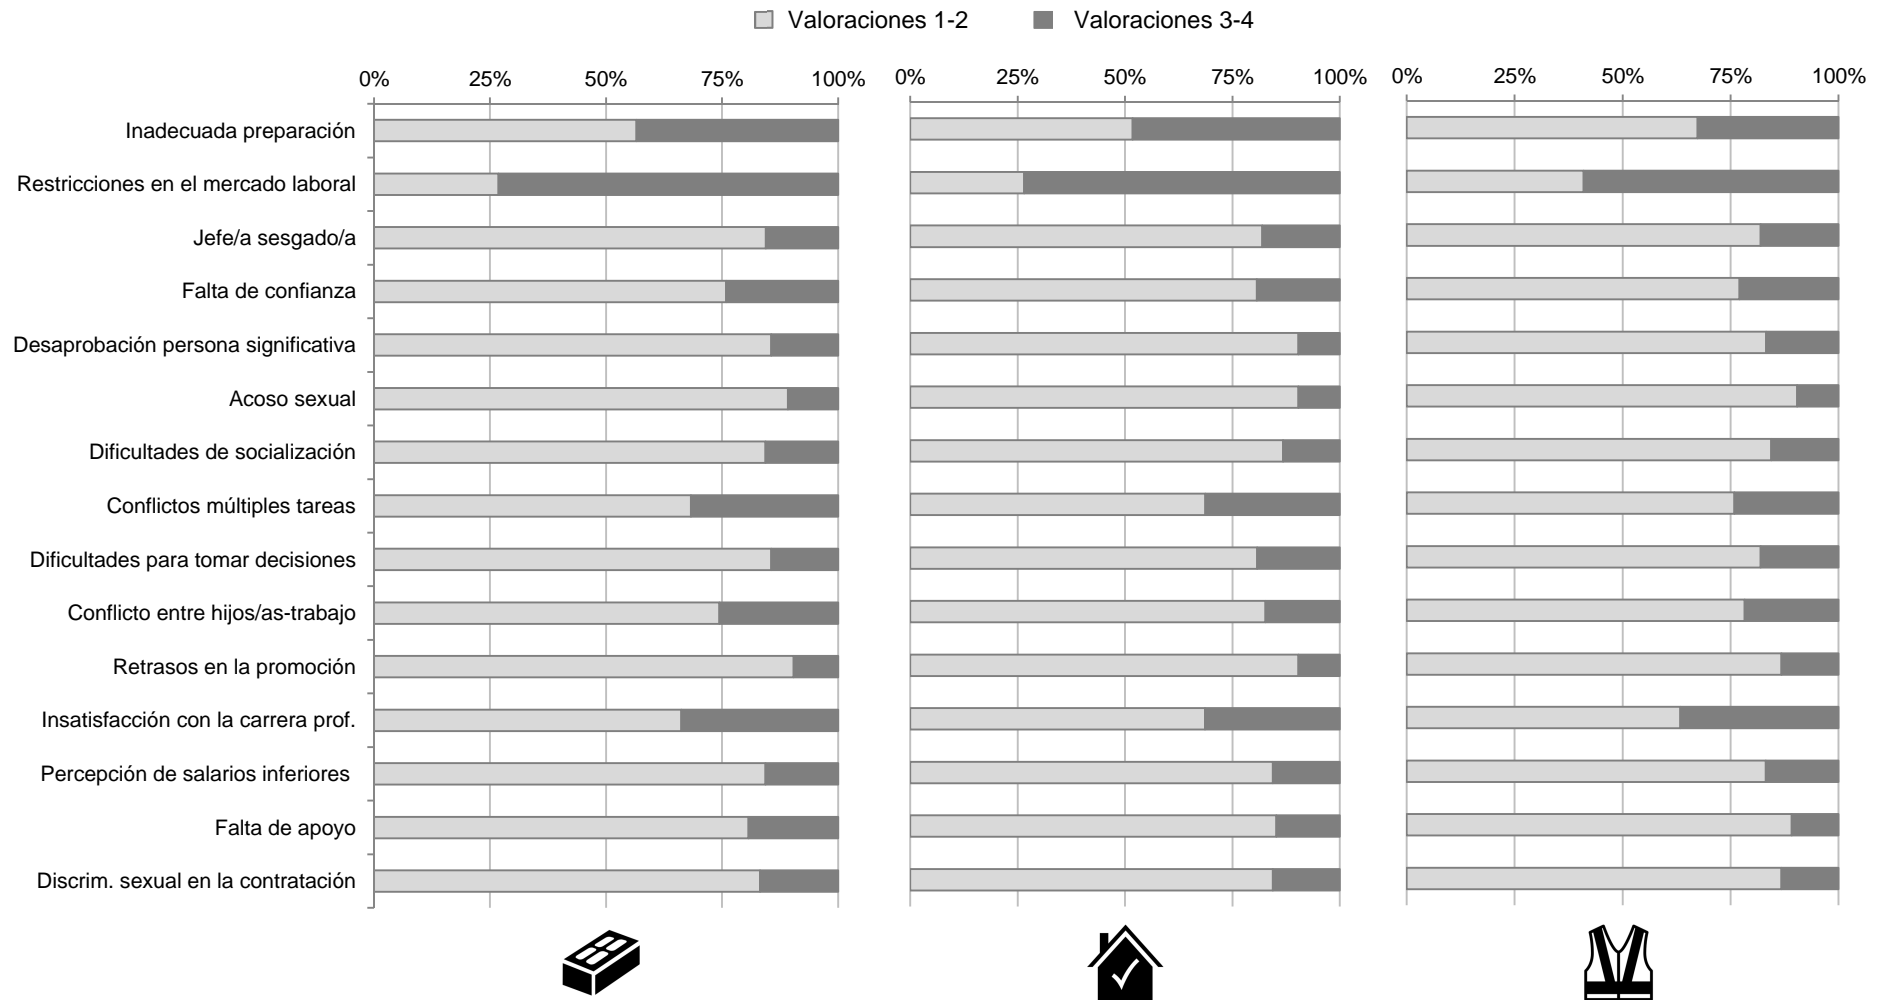 Valoraciones 1-2 Valoraciones 3-4
0% 25% 50% 75% 100% 0% 25% 50% 75% 100% 0% 25% 50% 75% 100%
Inadecuada preparación
Restricciones en el mercado laboral
Jefe/a sesgado/a
Falta de confianza
Desaprobación persona significativa
Acoso sexual
Dificultades de socialización
Conflictos múltiples tareas
Dificultades para tomar decisiones
Conflicto entre hijos/as-trabajo
Retrasos en la promoción
Insatisfacción con la carrera prof.
Percepción de salarios inferiores
Falta de apoyo
Discrim. sexual en la contratación